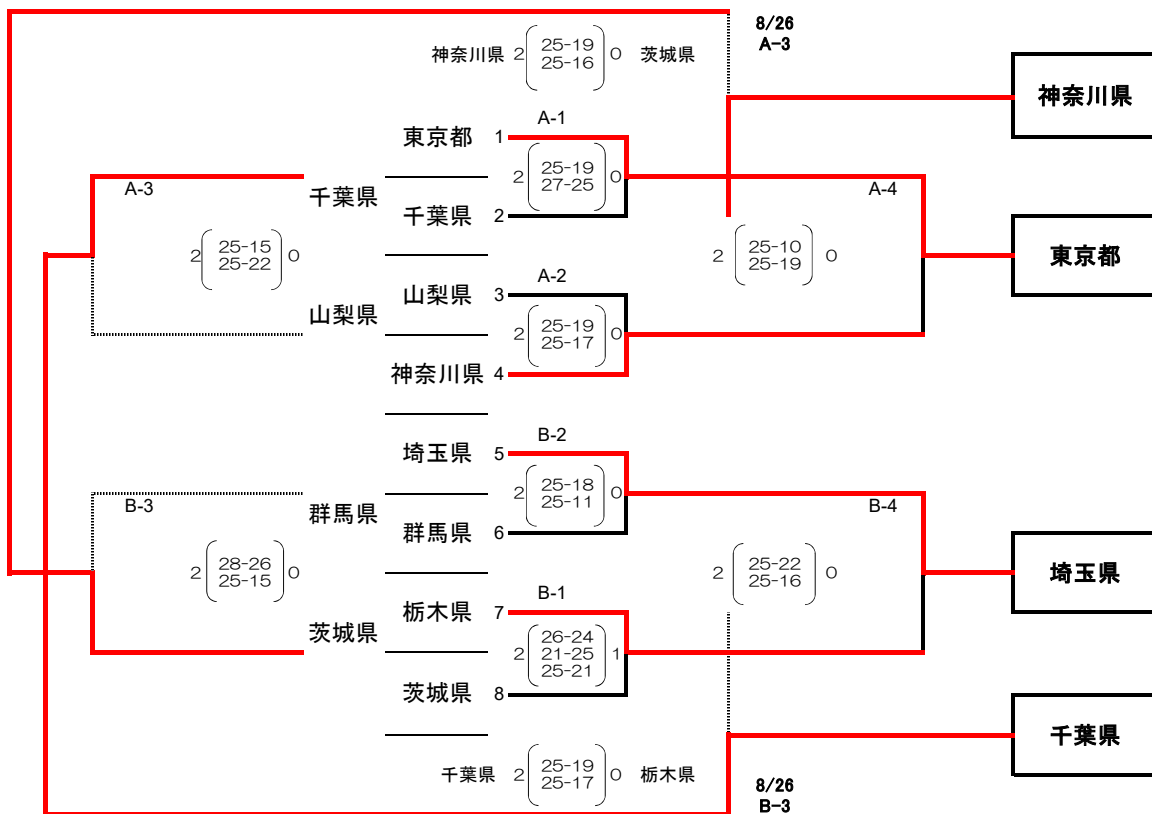 8/26
A-3
神奈川県 2 25-19 0 茨城県
25-16
神奈川県
東京都 1 A-1
2 25-19 0
27-25
千葉県 2
A-3
千葉県
A-4
2 25-15 0
25-22
2 25-10 0
25-19
東京都
山梨県 3 A-2
山梨県
2 25-19 0
25-17
神奈川県 4
埼玉県 5 B-2
2 25-18 0
25-11
群馬県 6
B-3
群馬県
B-4
2 28-26 0
25-15
2 25-22 0
25-16
埼玉県
栃木県 7 B-1
茨城県
2 26-24 1
21-25
25-21
茨城県 8
千葉県
千葉県 2 25-19 0 栃木県
25-17
8/26
B-3